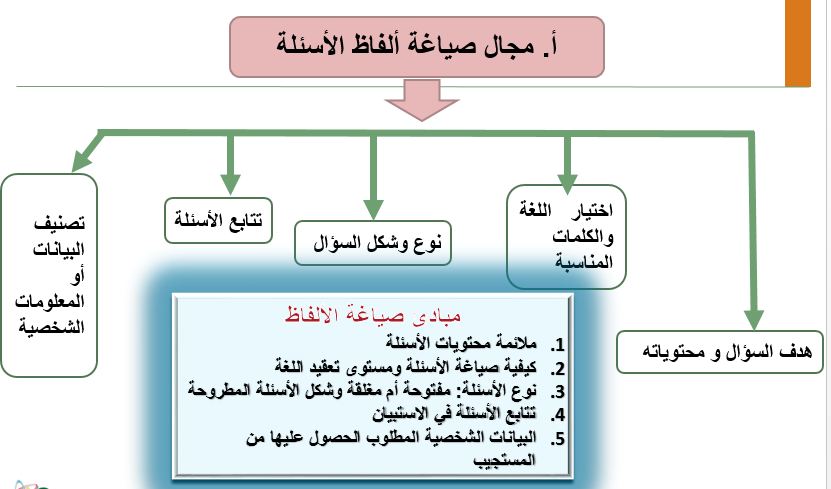 أ. مجال صياغة ألفاظ الأسئلة
هدف السؤال و محتوياته
اختيار اللغة
والكلمات
المناسبة
نوع وشكل السؤال
تتابع الأسئلة
تصنيف
البيانات
أو
المعلومات
الشخصية
مبادئ صياغة الالفاظ
1. ملائمة محتويات الأسئلة
2. كيفية صياغة الأسئلة ومستوى تعقيد اللغة
3. نوع الأسئلة: مفتوحة أم مغلقة وشكل الأسئلة المطروحة
4. تتابع الأسئلة في الاستبيان
5. البيانات الشخصية المطلوب الحصول عليها من
المستجيب